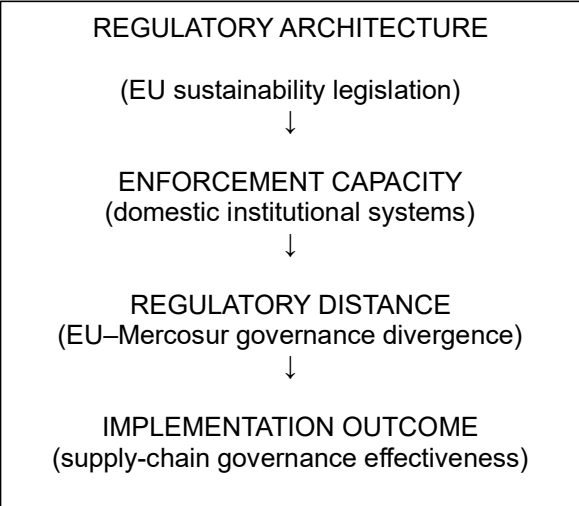 REGULATORY ARCHITECTURE
(EU sustainability legislation)
↓
ENFORCEMENT CAPACITY
(domestic institutional systems)
↓
REGULATORY DISTANCE
(EU–Mercosur governance divergence)
↓
IMPLEMENTATION OUTCOME
(supply-chain governance effectiveness)